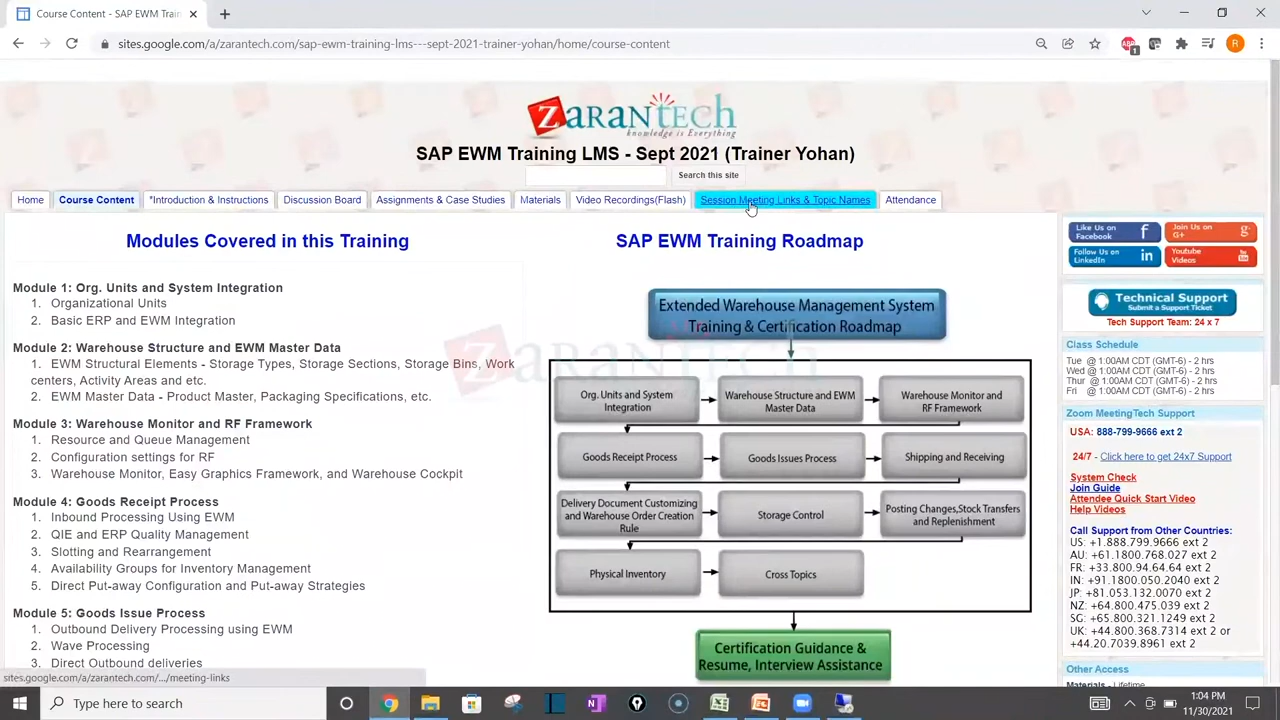 Course Content - SAP EWM Train
sites.google.com/a/zarantech.com/sap-ewm-training-lms---sept-2021-trainer-yohan/home/course-content
ABP
1
R
ZaranTech
knowledge is Everything
SAP EWM Training LMS - Sept 2021 (Trainer Yohan)
Search this site
Home
Course Content
*Introduction & Instructions
Discussion Board
Assignments & Case Studies
Materials
Video Recordings(Flash)
Session Meeting Links & Topic Names
Attendance
Modules Covered in this Training
Module 1: Org. Units and System Integration
1. Organizational Units
2. Basic ERP and EWM Integration
Module 2: Warehouse Structure and EWM Master Data
1. EWM Structural Elements - Storage Types, Storage Sections, Storage Bins, Work
centers, Activity Areas and etc.
2. EWM Master Data - Product Master, Packaging Specifications, etc.
Module 3: Warehouse Monitor and RF Framework
1. Resource and Queue Management
2. Configuration settings for RF
3. Warehouse Monitor, Easy Graphics Framework, and Warehouse Cockpit
Module 4: Goods Receipt Process
1. Inbound Processing Using EWM
2. QIE and ERP Quality Management
3. Slotting and Rearrangement
4. Availability Groups for Inventory Management
5. Direct Put-away Configuration and Put-away Strategies
Module 5: Goods Issue Process
1. Outbound Delivery Processing using EWM
2. Wave Processing
3. Direct Outbound deliveries
sites.google.com/a/zarantech.com/.../meeting-links
SAP EWM Training Roadmap
Extended Warehouse Management System
Training & Certification Roadmap
ZARANTECH
Org. Units and System
Integration
Warehouse Structure and EWM
Master Data
Warehouse Monitor and
RF Framework
Goods Receipt Process
Goods Issues Process
Shipping and Receiving
Delivery Document Customizing
and Warehouse Order Creation
Rule
Storage Control
Posting Changes,Stock Transfers
and Replenishment
Physical Inventory
Cross Topics
Certification Guidance &
Resume, Interview Assistance
Like Us on
Facebook
Join Us on
G+
Follow Us on
LinkedIn
Youtube
Videos
Technical Support
Submit a Support Ticket
Tech Support Team: 24 x 7
Class Schedule
Tue @ 1:00AM CDT (GMT-6) - 2 hrs
Wed @ 1:00AM CDT (GMT-6) - 2 hrs
Thur @ 1:00AM CDT (GMT-6) - 2 hrs
Fri @ 1:00AM CDT (GMT-6) - 2 hrs
Zoom MeetingTech Support
USA: 888-799-9666 ext 2
24/7 - Click here to get 24x7 Support
System Check
Join Guide
Attendee Quick Start Video
Help Videos
Call Support from Other Countries:
US: +1.888.799.9666 ext 2
AU: +61.1800.768.027 ext 2
FR: +33.800.94.64.64 ext 2
IN: +91.1800.050.2040 ext 2
JP: +81.053.132.0070 ext 2
NZ: +64.800.475.039 ext 2
SG: +65.800.321.1249 ext 2
UK: +44.800.368.7314 ext 2 or
+44.20.7039.8961 ext 2
Other Access
Materials - Lifetime
Type here to search
1:04 PM
11/30/2021